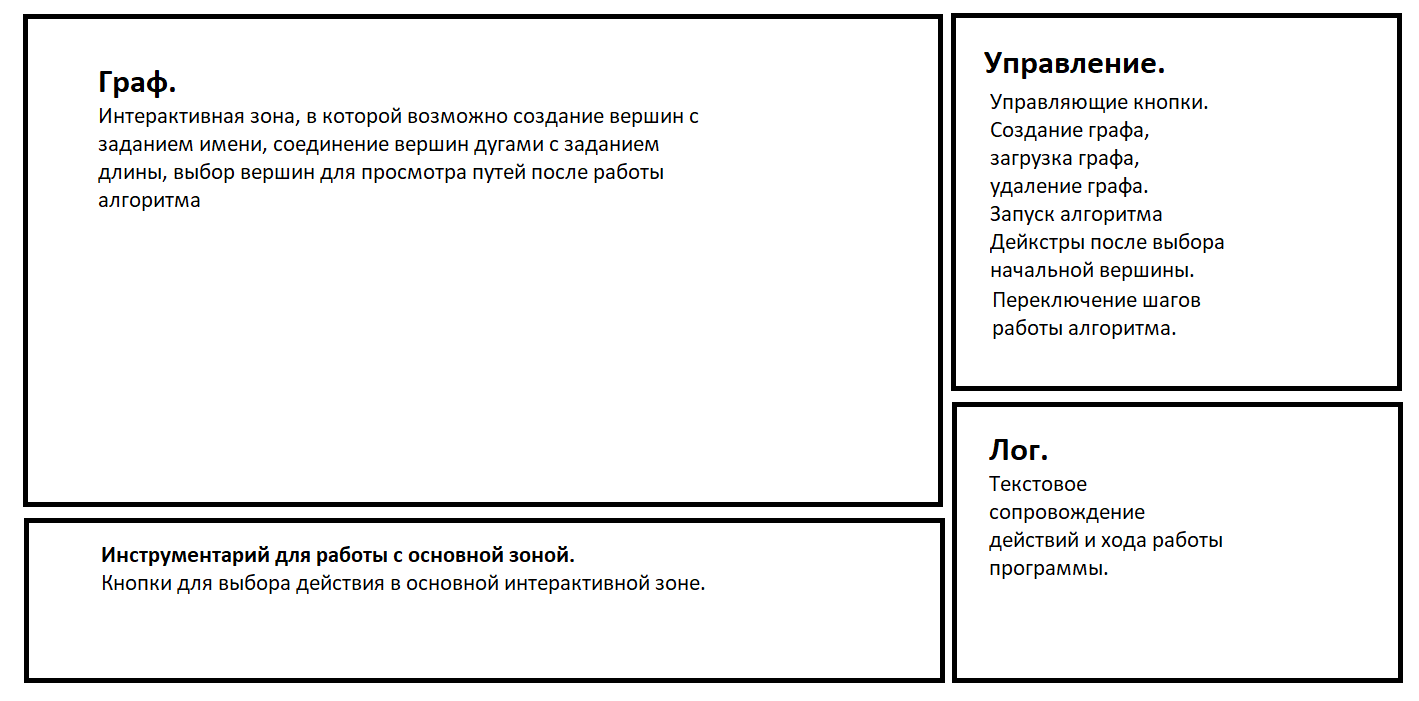 Граф.
Интерактивная зона, в которой возможно создание вершин с
заданием имени, соединение вершин дугами с заданием
длины, выбор вершин для просмотра путей после работы
алгоритма
Управление.
Управляющие кнопки.
Создание графа,
загрузка графа,
удаление графа.
Запуск алгоритма
Дейкстры после выбора
начальной вершины.
Переключение шагов
работы алгоритма.
Инструментарий для работы с основной зоной.
Кнопки для выбора действия в основной интерактивной зоне.
Лог.
Текстовое
сопровождение
действий и хода работы
программы.